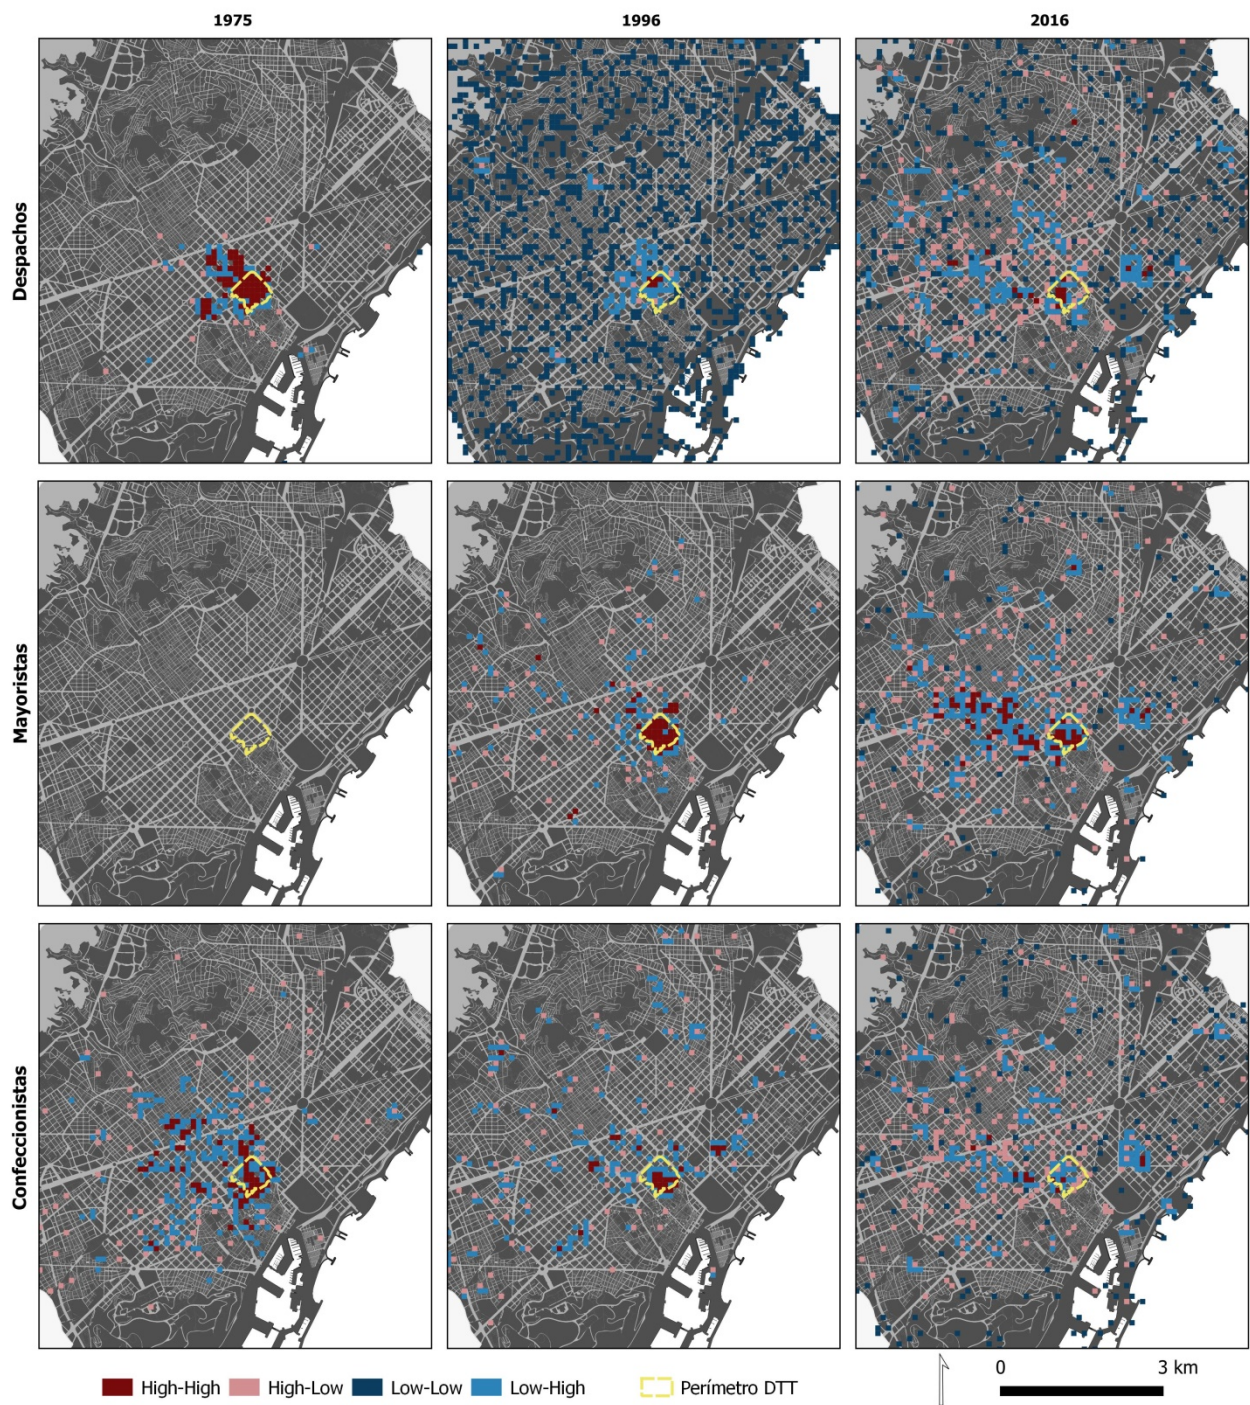 1975 1996 2016
Despachos
Mayoristas
Confeccionistas
High-High High-Low Low-Low Low-High Perímetro DTT
0 3 km